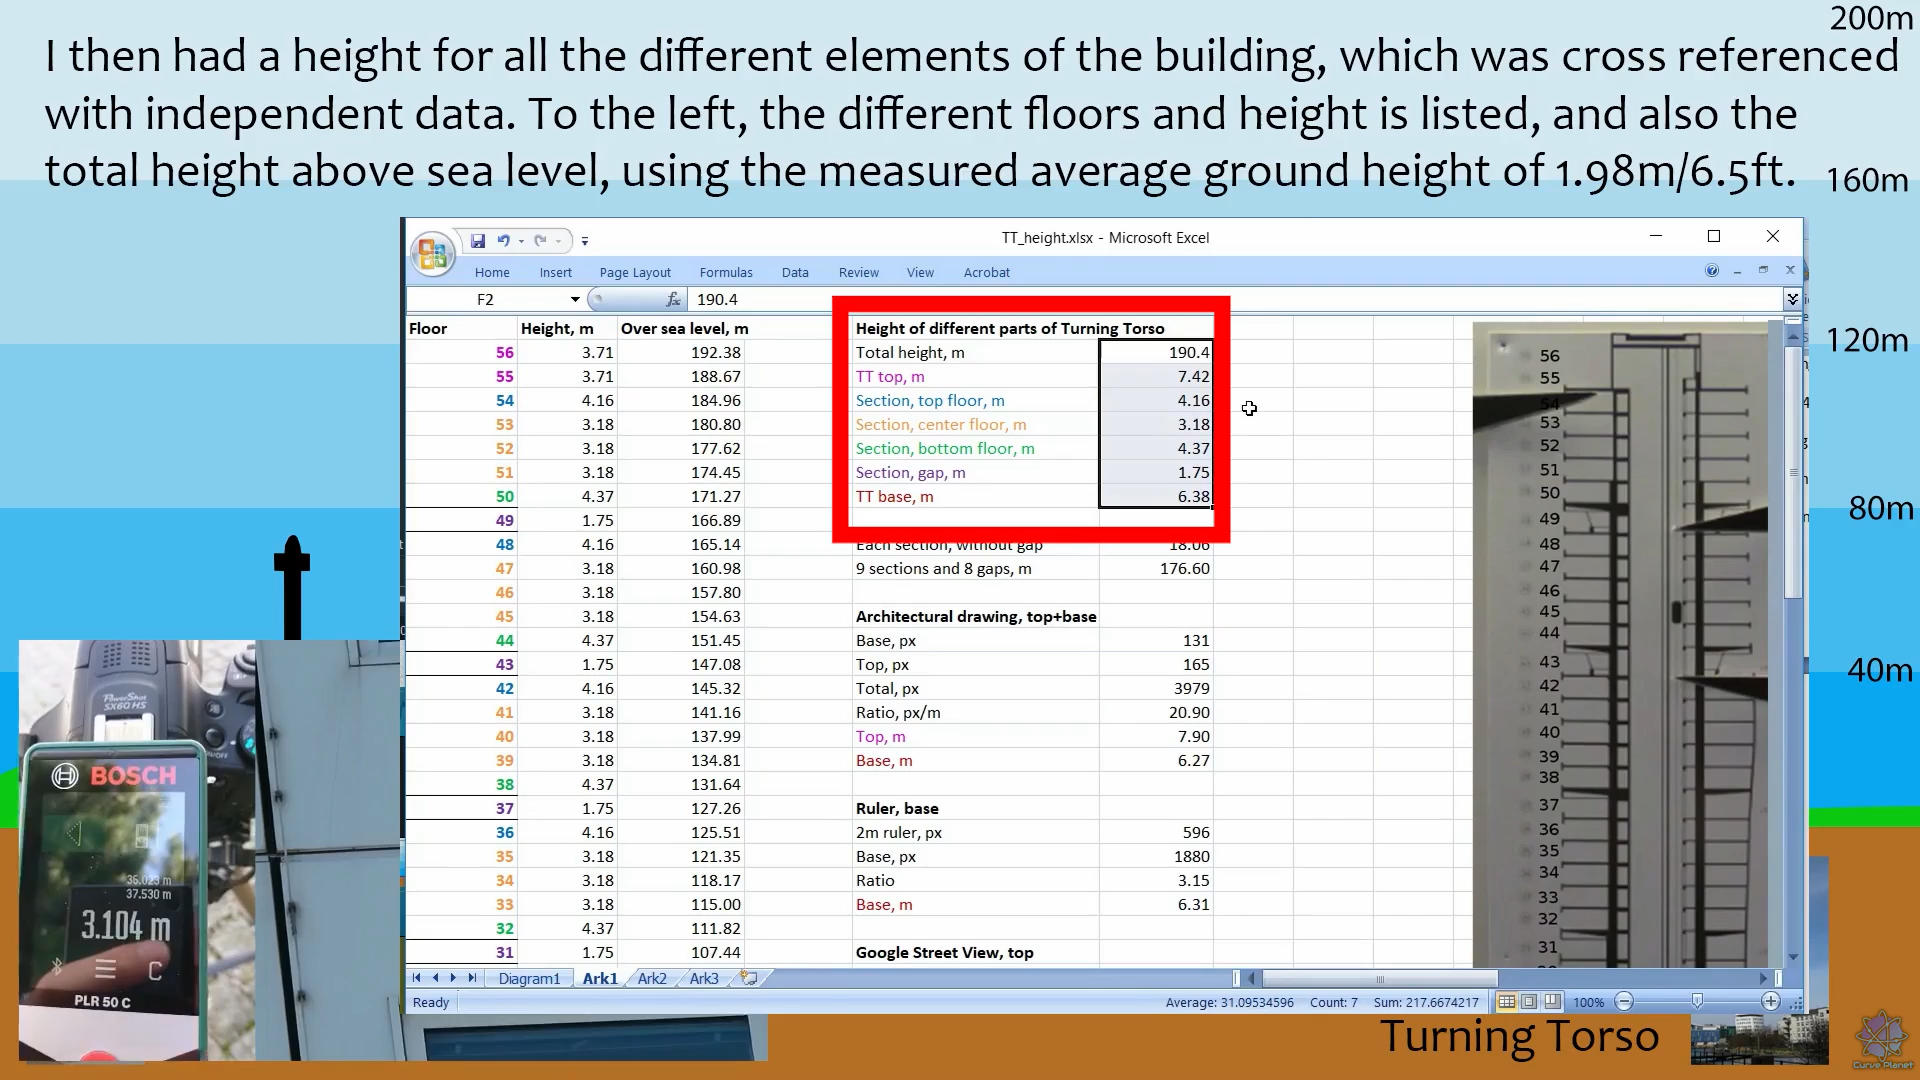 200m
I then had a height for all the different elements of the building, which was cross referenced
with independent data. To the left, the different floors and height is listed, and also the
total height above sea level, using the measured average ground height of 1.98m/6.5ft.
160m
120m
80m
40m
TT_height.xlsx - Microsoft Excel
Home Insert Page Layout Formulas Data Review View Acrobat
F2 fx 190.4
Floor Height, m Over sea level, m Height of different parts of Turning Torso
56 3.71 192.38 Total height, m 190.4
55 3.71 188.67 TT top, m 7.42
54 4.16 184.96 Section, top floor, m 4.16
53 3.18 180.80 Section, center floor, m 3.18
52 3.18 177.62 Section, bottom floor, m 4.37
51 3.18 174.45 Section, gap, m 1.75
50 4.37 171.27 TT base, m 6.38
49 1.75 166.89
48 4.16 165.14 Each section, without gap 18.06
47 3.18 160.98 9 sections and 8 gaps, m 176.60
46 3.18 157.80
45 3.18 154.63 Architectural drawing, top+base
44 4.37 151.45 Base, px 131
43 1.75 147.08 Top, px 165
42 4.16 145.32 Total, px 3979
41 3.18 141.16 Ratio, px/m 20.90
40 3.18 137.99 Top, m 7.90
39 3.18 134.81 Base, m 6.27
38 4.37 131.64
37 1.75 127.26 Ruler, base
36 4.16 125.51 2m ruler, px 596
35 3.18 121.35 Base, px 1880
34 3.18 118.17 Ratio 3.15
33 3.18 115.00 Base, m 6.31
32 4.37 111.82
31 1.75 107.44 Google Street View, top
Diagram1 Ark1 Ark2 Ark3
Ready Average: 31.09534596 Count: 7 Sum: 217.6674217 100%
56
55
54
53
52
51
50
49
48
47
46
45
44
43
42
41
40
39
38
37
36
35
34
33
32
31
PowerShot
SX60 HS
BOSCH
36.023 m
37.530 m
3.104 m
C
PLR 50 C
Turning Torso
Curve Planet